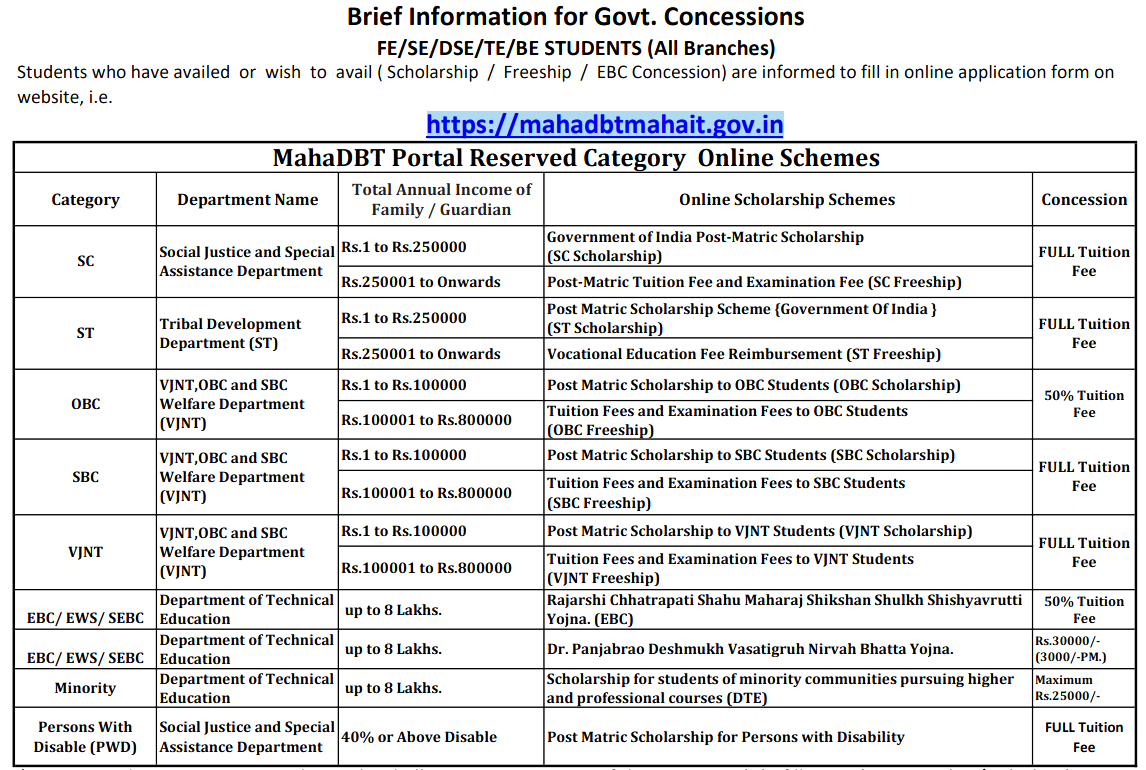 Brief Information for Govt. Concessions
FE/SE/DSE/TE/BE STUDENTS (All Branches)
Students who have availed or wish to avail ( Scholarship / Freeship / EBC Concession) are informed to fill in online application form on
website, i.e.
https://mahadbtmahait.gov.in
MahaDBT Portal Reserved Category Online Schemes
Category
Department Name
Total Annual Income of
Family / Guardian
Online Scholarship Schemes
Concession
SC
Social Justice and Special
Assistance Department
Rs.1 to Rs.250000
Government of India Post-Matric Scholarship
(SC Scholarship)
Rs.250001 to Onwards
Post-Matric Tuition Fee and Examination Fee (SC Freeship)
FULL Tuition
Fee
ST
Tribal Development
Department (ST)
Rs.1 to Rs.250000
Post Matric Scholarship Scheme {Government Of India }
(ST Scholarship)
Rs.250001 to Onwards
Vocational Education Fee Reimbursement (ST Freeship)
FULL Tuition
Fee
OBC
VJNT,OBC and SBC
Welfare Department
(VJNT)
Rs.1 to Rs.100000
Post Matric Scholarship to OBC Students (OBC Scholarship)
Rs.100001 to Rs.800000
Tuition Fees and Examination Fees to OBC Students
(OBC Freeship)
50% Tuition
Fee
SBC
VJNT,OBC and SBC
Welfare Department
(VJNT)
Rs.1 to Rs.100000
Post Matric Scholarship to SBC Students (SBC Scholarship)
Rs.100001 to Rs.800000
Tuition Fees and Examination Fees to SBC Students
(SBC Freeship)
FULL Tuition
Fee
VJNT
VJNT,OBC and SBC
Welfare Department
(VJNT)
Rs.1 to Rs.100000
Post Matric Scholarship to VJNT Students (VJNT Scholarship)
Rs.100001 to Rs.800000
Tuition Fees and Examination Fees to VJNT Students
(VJNT Freeship)
FULL Tuition
Fee
EBC/ EWS/ SEBC
Department of Technical
Education
up to 8 Lakhs.
Rajarshi Chhatrapati Shahu Maharaj Shikshan Shulkh Shishyavrutti
Yojna. (EBC)
50% Tuition
Fee
EBC/ EWS/ SEBC
Department of Technical
Education
up to 8 Lakhs.
Dr. Panjabrao Deshmukh Vasatigruh Nirvah Bhatta Yojna.
Rs.30000/-
(3000/-PM.)
Minority
Department of Technical
Education
up to 8 Lakhs.
Scholarship for students of minority communities pursuing higher
and professional courses (DTE)
Maximum
Rs.25000/-
Persons With
Disable (PWD)
Social Justice and Special
Assistance Department
40% or Above Disable
Post Matric Scholarship for Persons with Disability
FULL Tuition
Fee